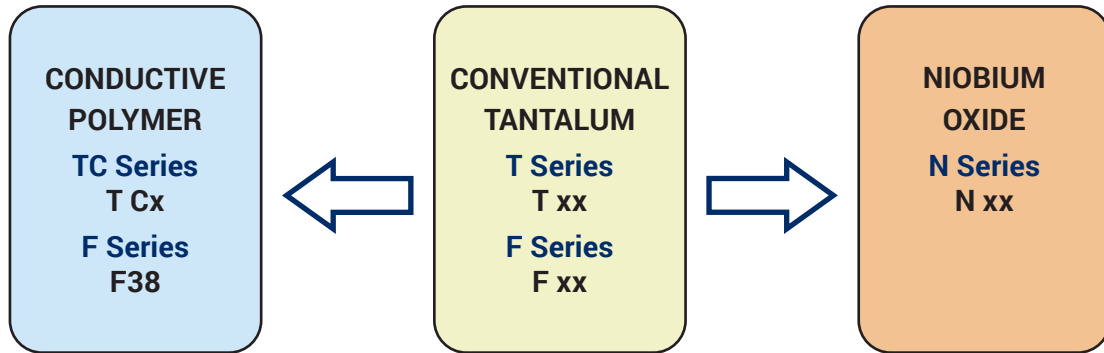 CONDUCTIVE
POLYMER
TC Series
T Cx
F Series
F38
CONVENTIONAL
TANTALUM
T Series
T xx
F Series
F xx
NIOBIUM
OXIDE
N Series
N xx